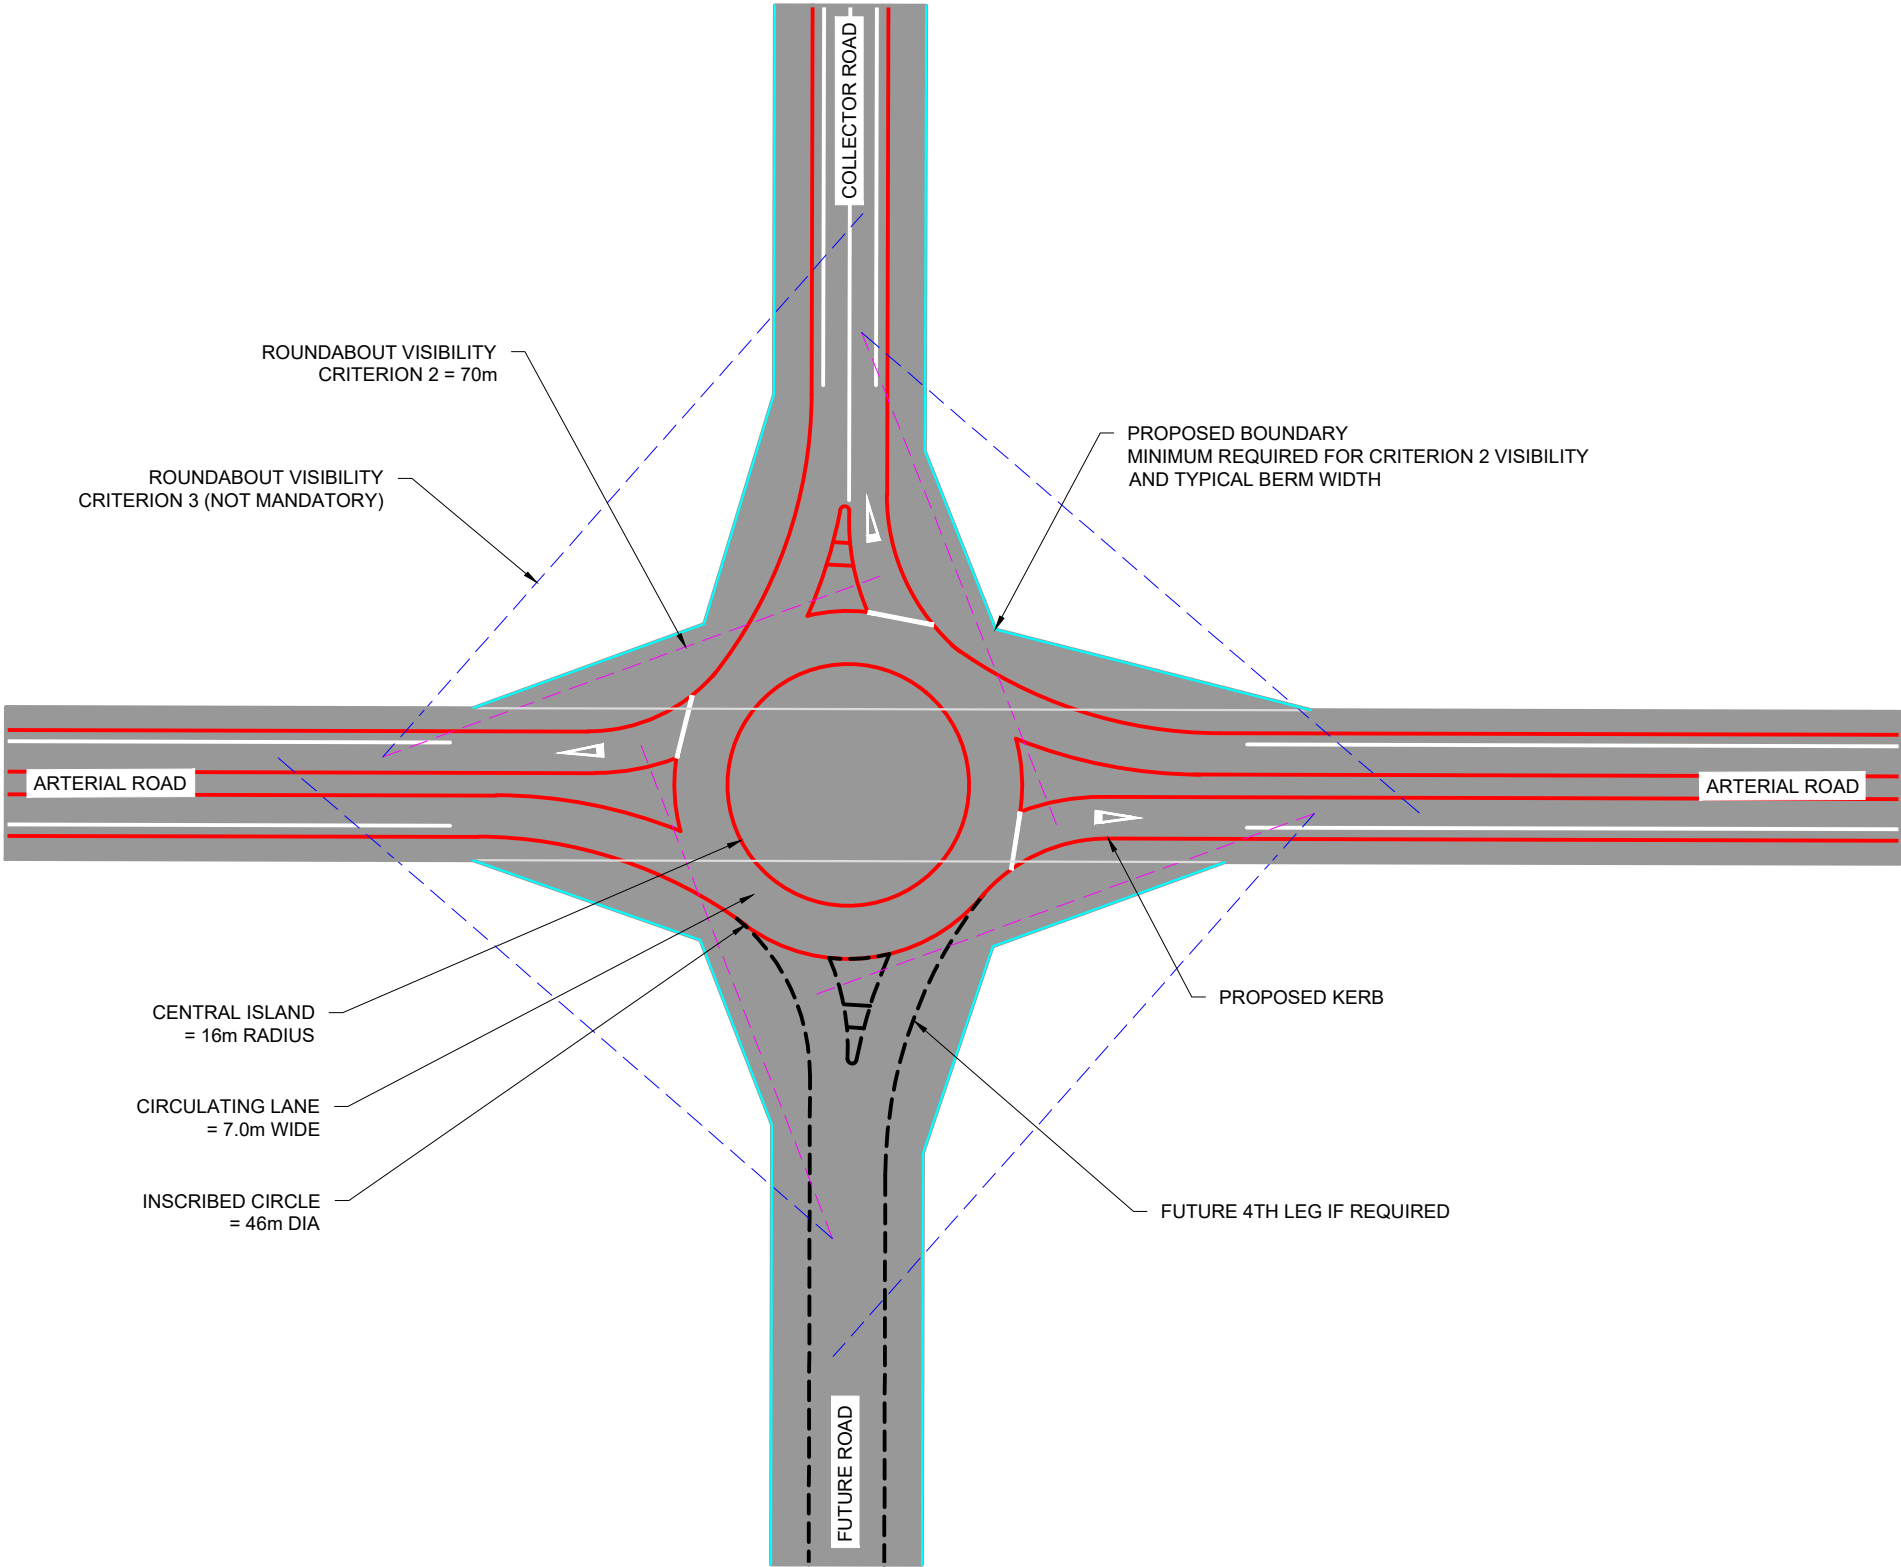 COLLECTOR ROAD
ROUNDABOUT VISIBILITY
CRITERION 2 = 70m
PROPOSED BOUNDARY
MINIMUM REQUIRED FOR CRITERION 2 VISIBILITY
AND TYPICAL BERM WIDTH
ROUNDABOUT VISIBILITY
CRITERION 3 (NOT MANDATORY)
ARTERIAL ROAD
ARTERIAL ROAD
CENTRAL ISLAND
= 16m RADIUS
PROPOSED KERB
CIRCULATING LANE
= 7.0m WIDE
INSCRIBED CIRCLE
= 46m DIA
FUTURE 4TH LEG IF REQUIRED
FUTURE ROAD